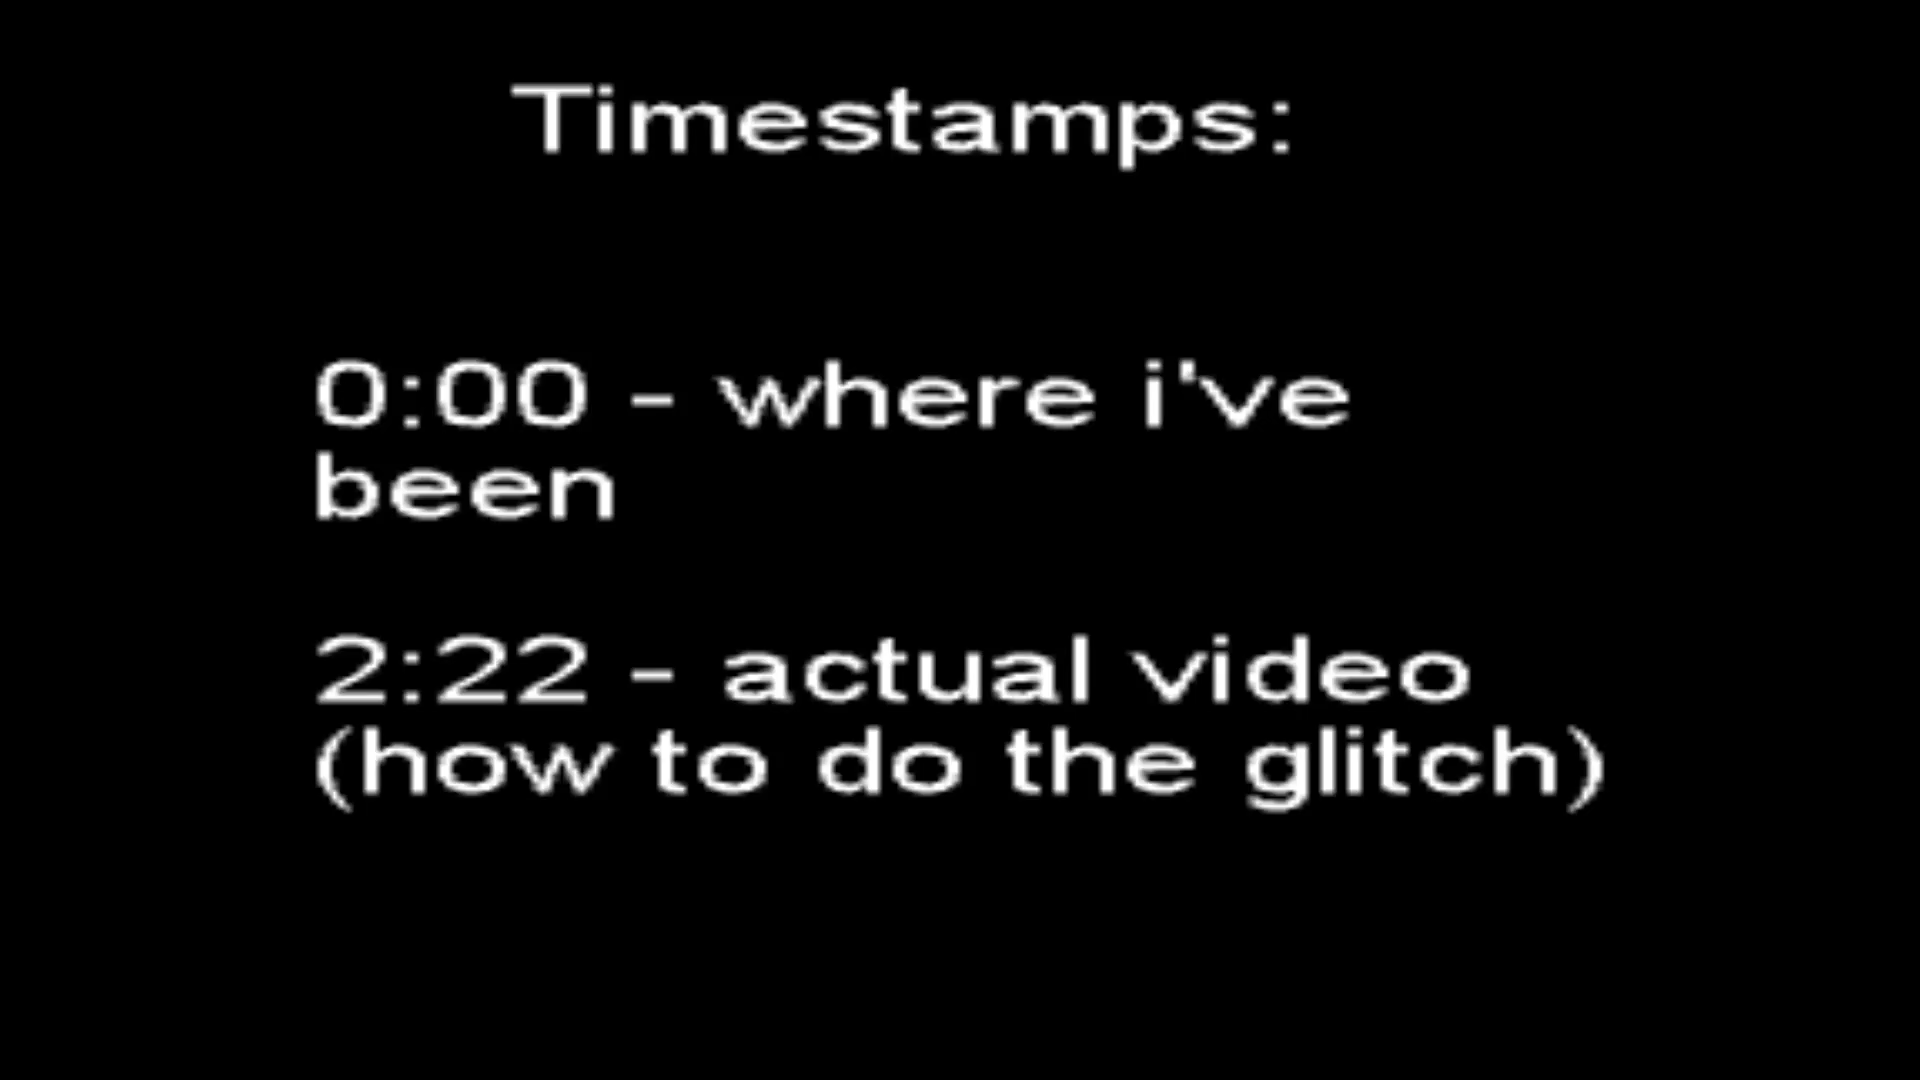 Timestamps:
0:00 - where i've
been
2:22 - actual video
(how to do the glitch)